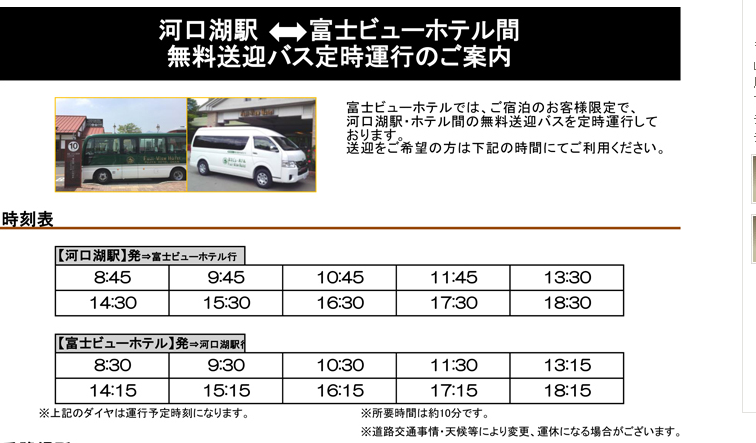 河口湖駅 ⟺ 富士ビューホテル間
無料送迎バス定時運行のご案内
富士ビューホテルでは、ご宿泊のお客様限定で、
河口湖駅・ホテル間の無料送迎バスを定時運行して
おります。
送迎をご希望の方は下記の時間にてご利用ください。
時刻表
【河口湖駅】発⇒富士ビューホテル行
8:45 9:45 10:45 11:45 13:30
14:30 15:30 16:30 17:30 18:30
【富士ビューホテル】発⇒河口湖駅行
8:30 9:30 10:30 11:30 13:15
14:15 15:15 16:15 17:15 18:15
※上記のダイヤは運行予定時刻になります。
※所要時間は約10分です。
※道路交通事情・天候等により変更、運休になる場合がございます。